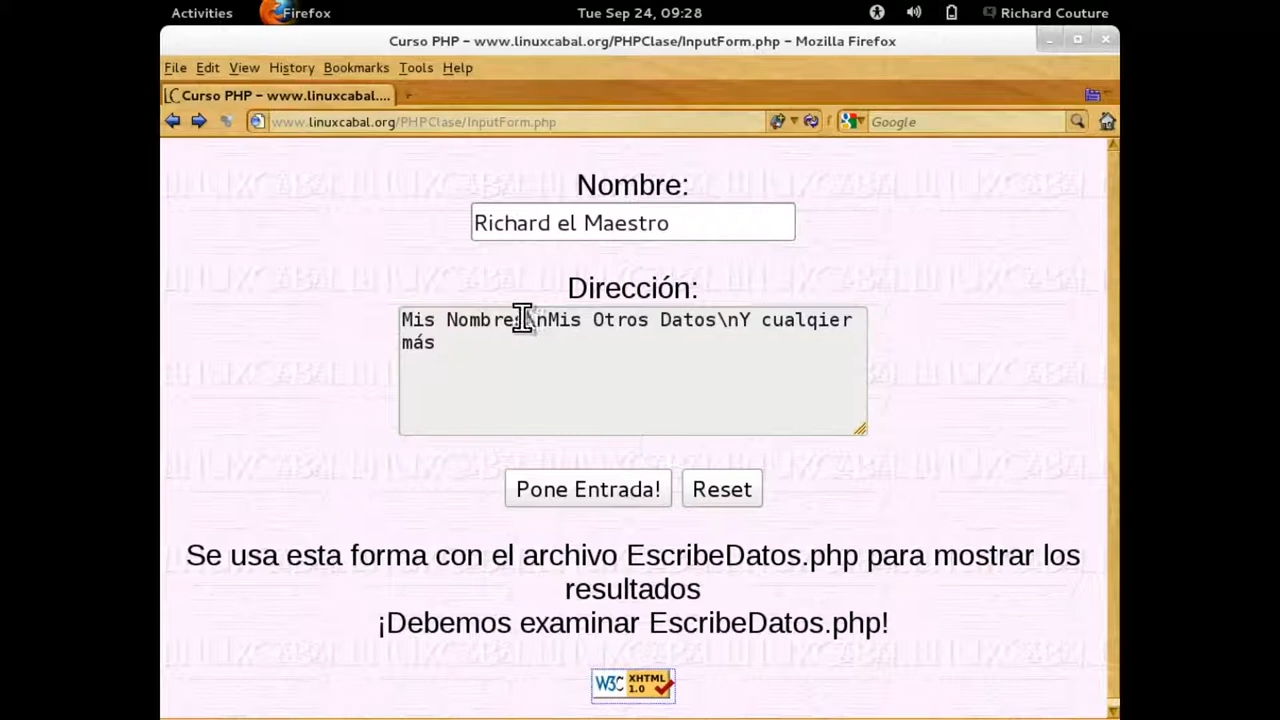 Activities Firefox Tue Sep 24, 09:28 Richard Couture
Curso PHP - www.linuxcabal.org/PHPClase/InputForm.php - Mozilla Firefox
File Edit View History Bookmarks Tools Help
Curso PHP - www.linuxcabal....
www.linuxcabal.org/PHPClase/InputForm.php Google
Nombre:
Richard el Maestro
Dirección:
Mis Nombres\nMis Otros Datos\nY cualqier
más
Pone Entrada! Reset
Se usa esta forma con el archivo EscribeDatos.php para mostrar los
resultados
¡Debemos examinar EscribeDatos.php!
W3C XHTML
1.0